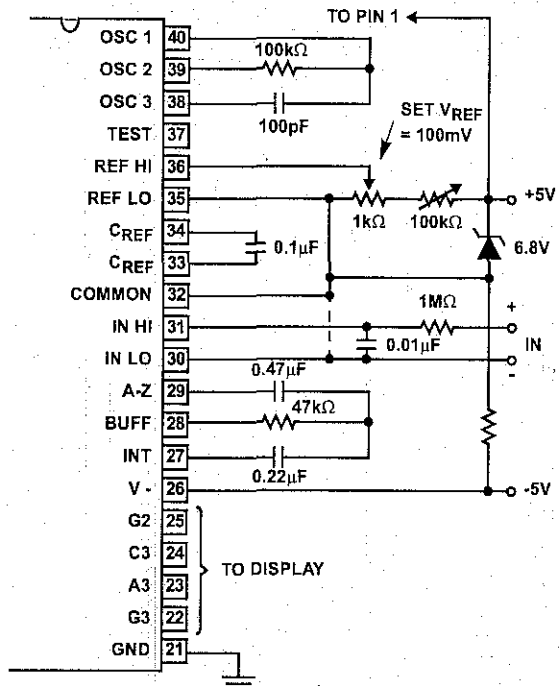 TO PIN 1
OSC 1 40
100kΩ
OSC 2 39
OSC 3 38
100pF
TEST 37
SET VREF
= 100mV
REF HI 36
REF LO 35
1kΩ
100kΩ
+5V
CREF 34
0.1μF
6.8V
CREF 33
COMMON 32
1MΩ
+
IN HI 31
0.01μF
IN
IN LO 30
-
0.47μF
A-Z 29
47kΩ
BUFF 28
INT 27
0.22μF
V - 26
-5V
G2 25
C3 24
TO DISPLAY
A3 23
G3 22
GND 21